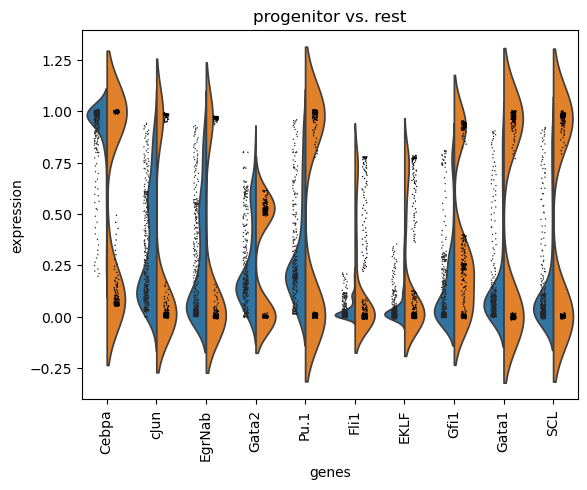 progenitor vs. rest
expression
1.25
1.00
0.75
0.50
0.25
0.00
−0.25
Cebpa
cJun
EgrNab
Gata2
Pu.1
Fli1
EKLF
Gfi1
Gata1
SCL
genes